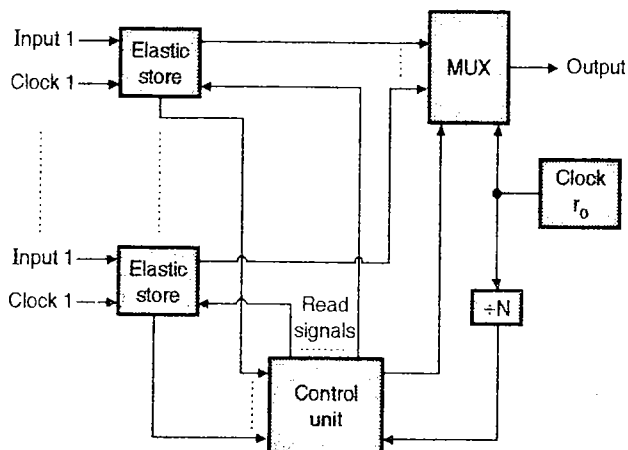 Input 1
Clock 1
Elastic
store
MUX
Output
Clock
r₀
Input 1
Clock 1
Elastic
store
Read
signals
÷N
Control
unit